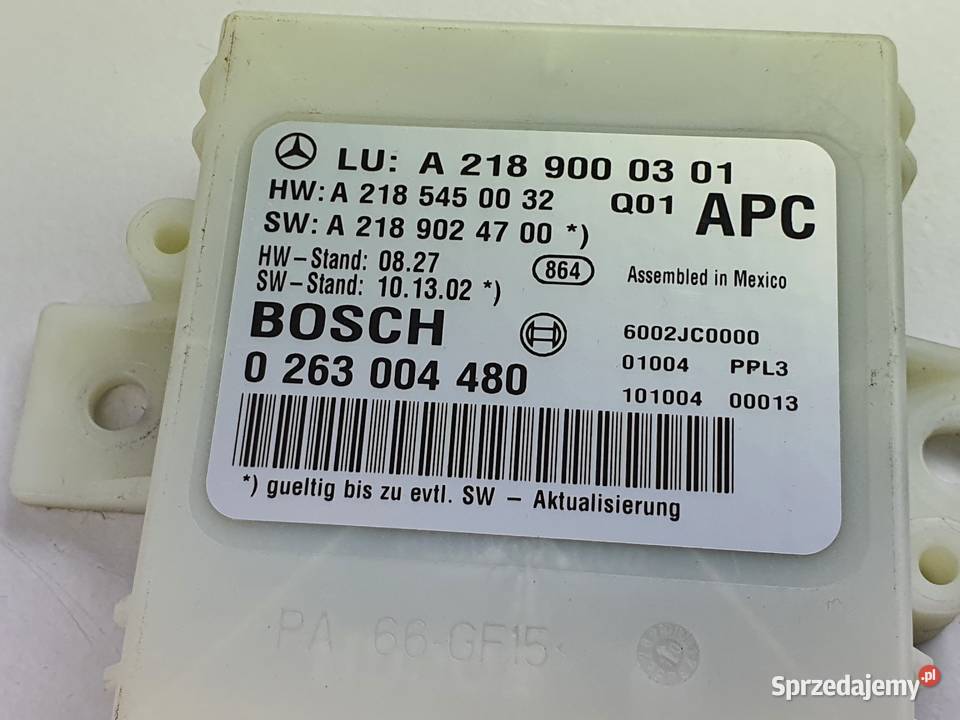 LU: A 218 900 03 01
HW: A 218 545 00 32 Q01 APC
SW: A 218 902 47 00 *)
HW-Stand: 08.27 864 Assembled in Mexico
SW-Stand: 10.13.02 *)
BOSCH 6002JC0000
0 263 004 480 01004 PPL3
101004 00013
*) gueltig bis zu evtl. SW - Aktualisierung
PA 66-GF15<
Sprzedajemy.pl